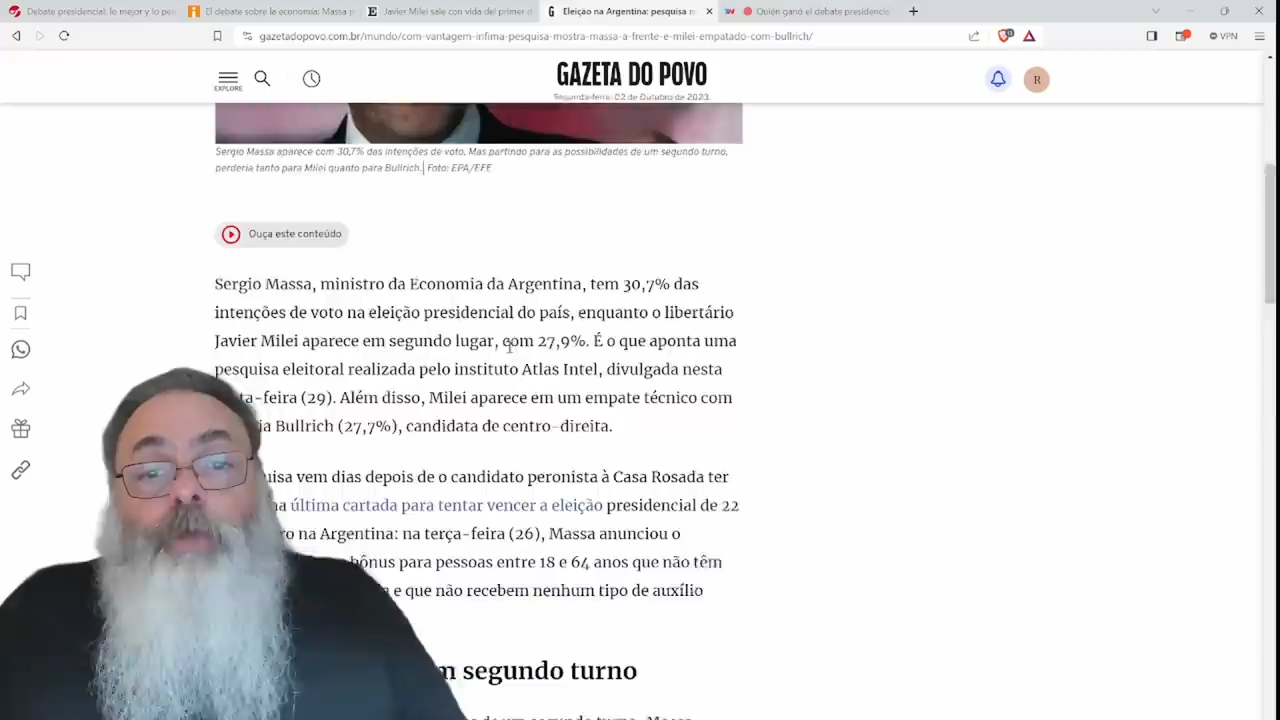 Debate presidencial: lo mejor y lo pe
El debate sobre la economía: Massa p
Javier Milei sale con vida del primer d
Eleição na Argentina: pesquisa m
Quién ganó el debate presidencia
gazetadopovo.com.br/mundo/com-vantagem-infima-pesquisa-mostra-massa-a-frente-e-milei-empatado-com-bullrich/
VPN
EXPLORE
GAZETA DO POVO
R
Segunda-feira, 02 de Outubro de 2023.
Sergio Massa aparece com 30,7% das intenções de voto. Mas partindo para as possibilidades de um segundo turno,
perderia tanto para Milei quanto para Bullrich.| Foto: EPA/EFE
Ouça este conteúdo
Sergio Massa, ministro da Economia da Argentina, tem 30,7% das
intenções de voto na eleição presidencial do país, enquanto o libertário
Javier Milei aparece em segundo lugar, com 27,9%. É o que aponta uma
pesquisa eleitoral realizada pelo instituto Atlas Intel, divulgada nesta
ta-feira (29). Além disso, Milei aparece em um empate técnico com
ia Bullrich (27,7%), candidata de centro-direita.
uisa vem dias depois de o candidato peronista à Casa Rosada ter
na última cartada para tentar vencer a eleição presidencial de 22
ro na Argentina: na terça-feira (26), Massa anunciou o
bônus para pessoas entre 18 e 64 anos que não têm
e que não recebem nenhum tipo de auxílio
m segundo turno